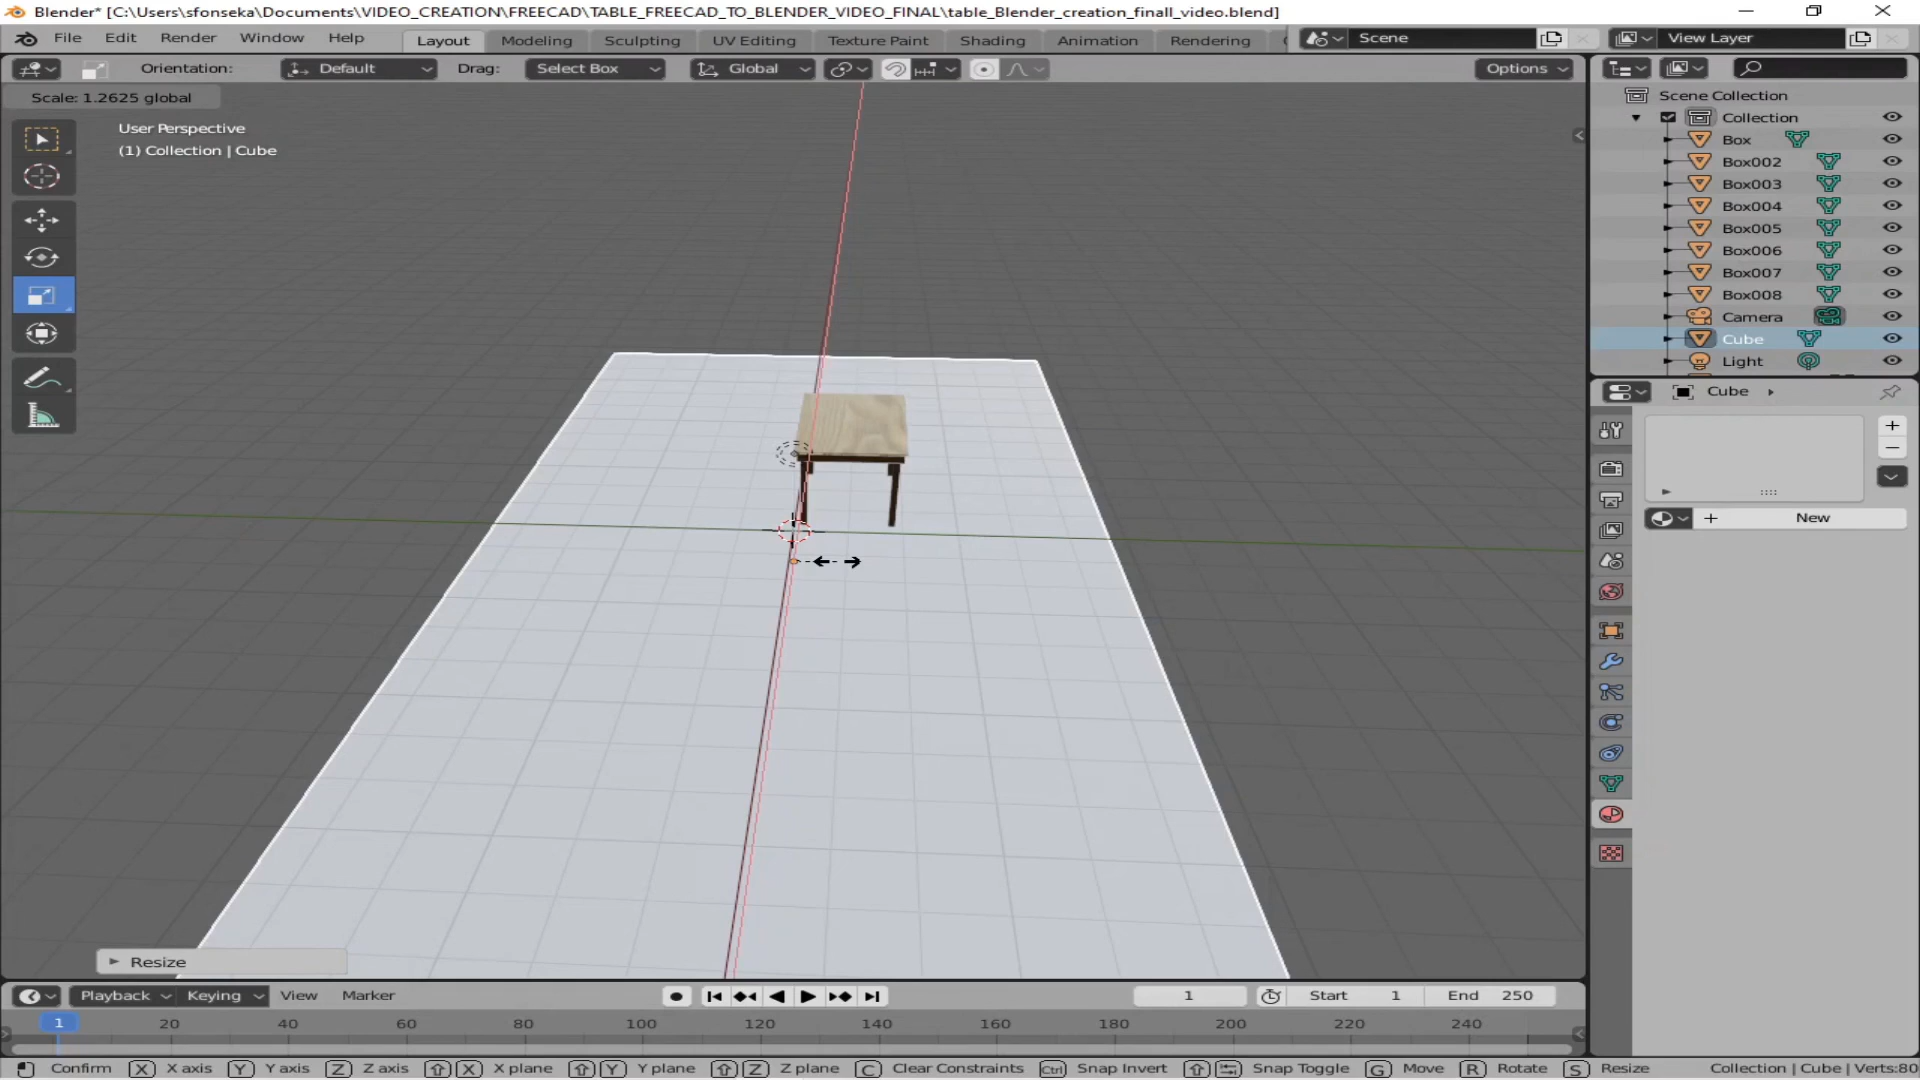 Blender* [C:\Users\sfonseka\Documents\VIDEO_CREATION\FREECAD\TABLE_FREECAD_TO_BLENDER_VIDEO_FINAL\table_Blender_creation_finall_video.blend]
File Edit Render Window Help Layout Modeling Sculpting UV Editing Texture Paint Shading Animation Rendering Scene View Layer
Orientation: Default Drag: Select Box Global Options
Scale: 1.2625 global
User Perspective
(1) Collection | Cube
Scene Collection
Collection
Box
Box002
Box003
Box004
Box005
Box006
Box007
Box008
Camera
Cube
Light
Cube
New
Resize
Playback Keying View Marker 1 Start 1 End 250
1 20 40 60 80 100 120 140 160 180 200 220 240
Confirm X X axis Y Y axis Z Z axis X X plane Y Y plane Z Z plane C Clear Constraints Ctrl Snap Invert Snap Toggle G Move R Rotate S Resize Collection | Cube | Verts:80